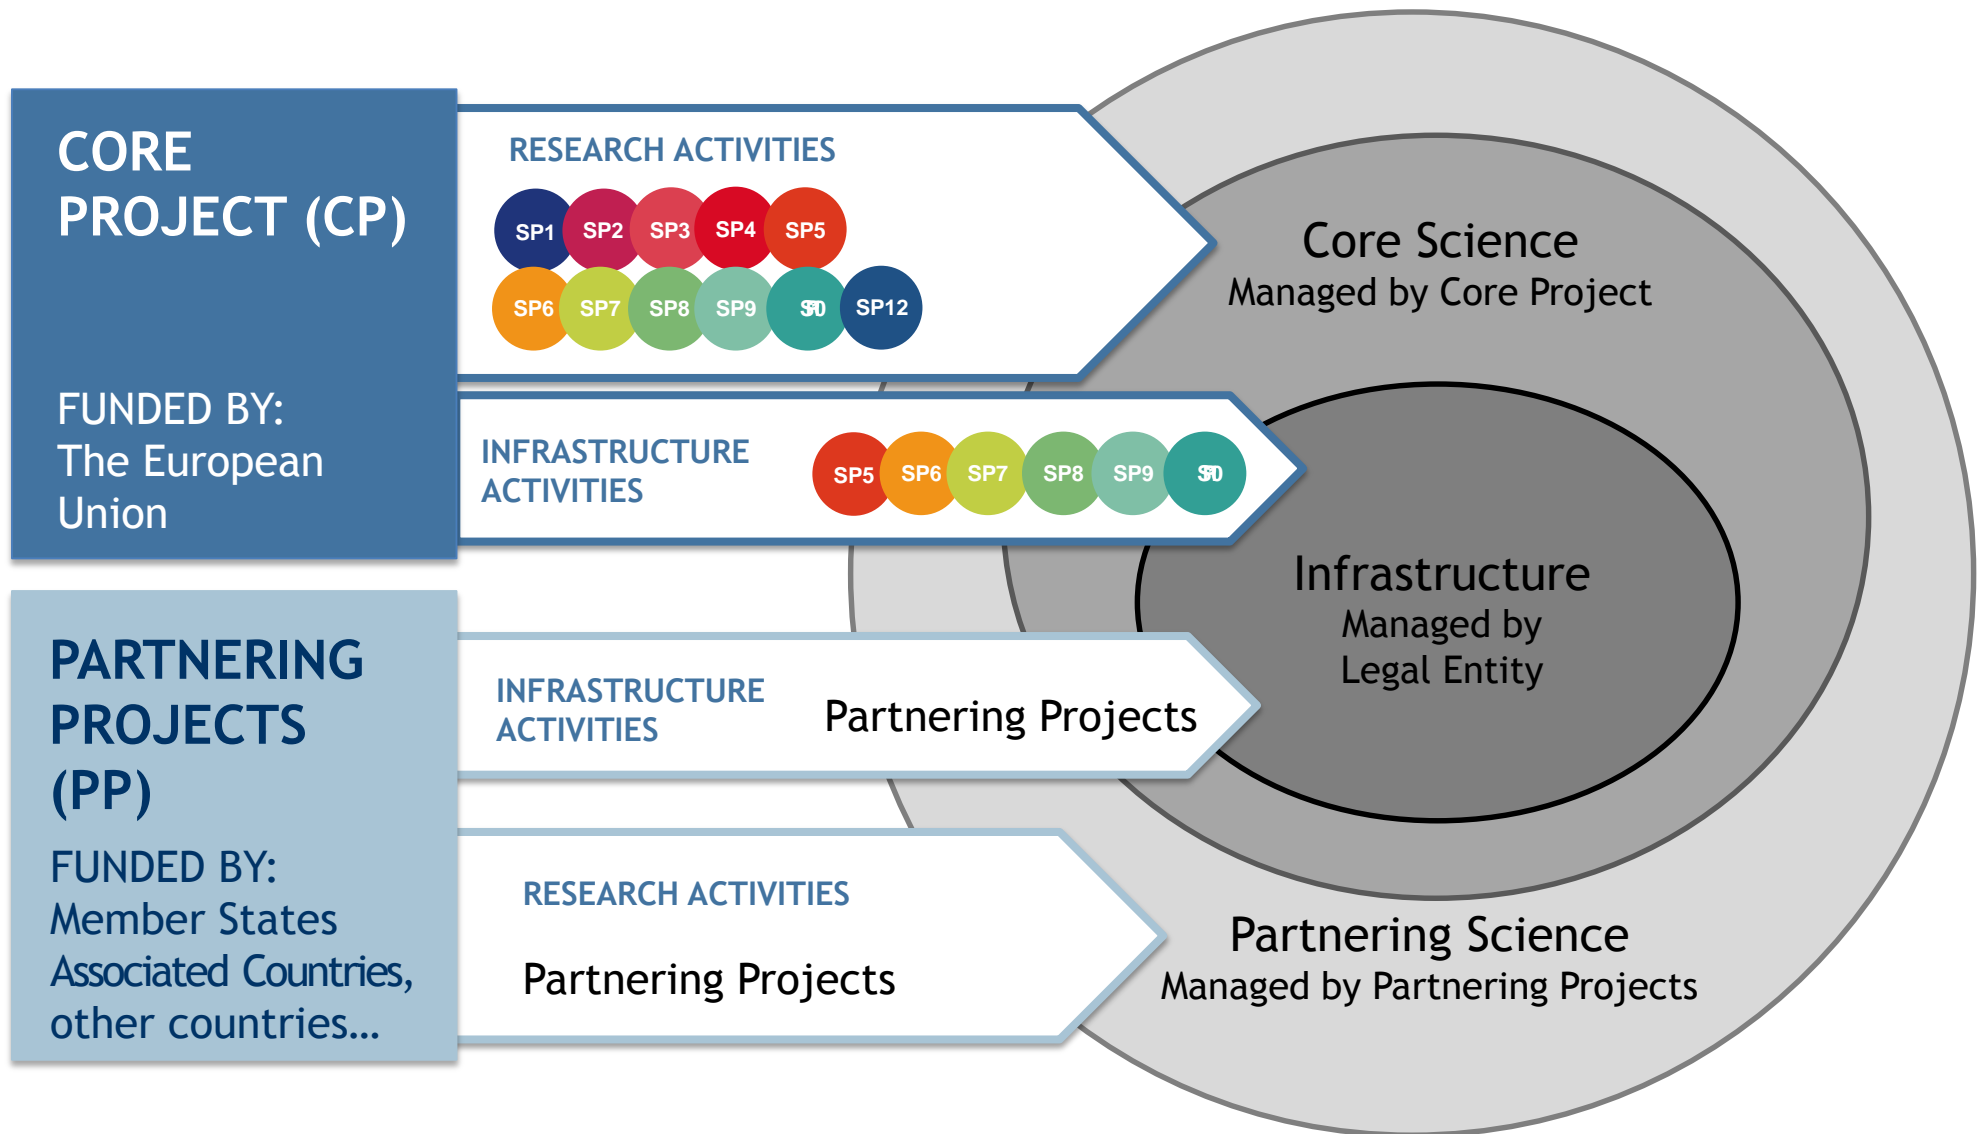 CORE
PROJECT (CP)
FUNDED BY:
The European
Union
RESEARCH ACTIVITIES
SP1 SP2 SP3 SP4 SP5
SP6 SP7 SP8 SP9 SP12
INFRASTRUCTURE
ACTIVITIES
SP5 SP6 SP7 SP8 SP9
PARTNERING
PROJECTS
(PP)
FUNDED BY:
Member States
Associated Countries,
other countries...
INFRASTRUCTURE
ACTIVITIES
Partnering Projects
RESEARCH ACTIVITIES
Partnering Projects
Core Science
Managed by Core Project
Infrastructure
Managed by
Legal Entity
Partnering Science
Managed by Partnering Projects